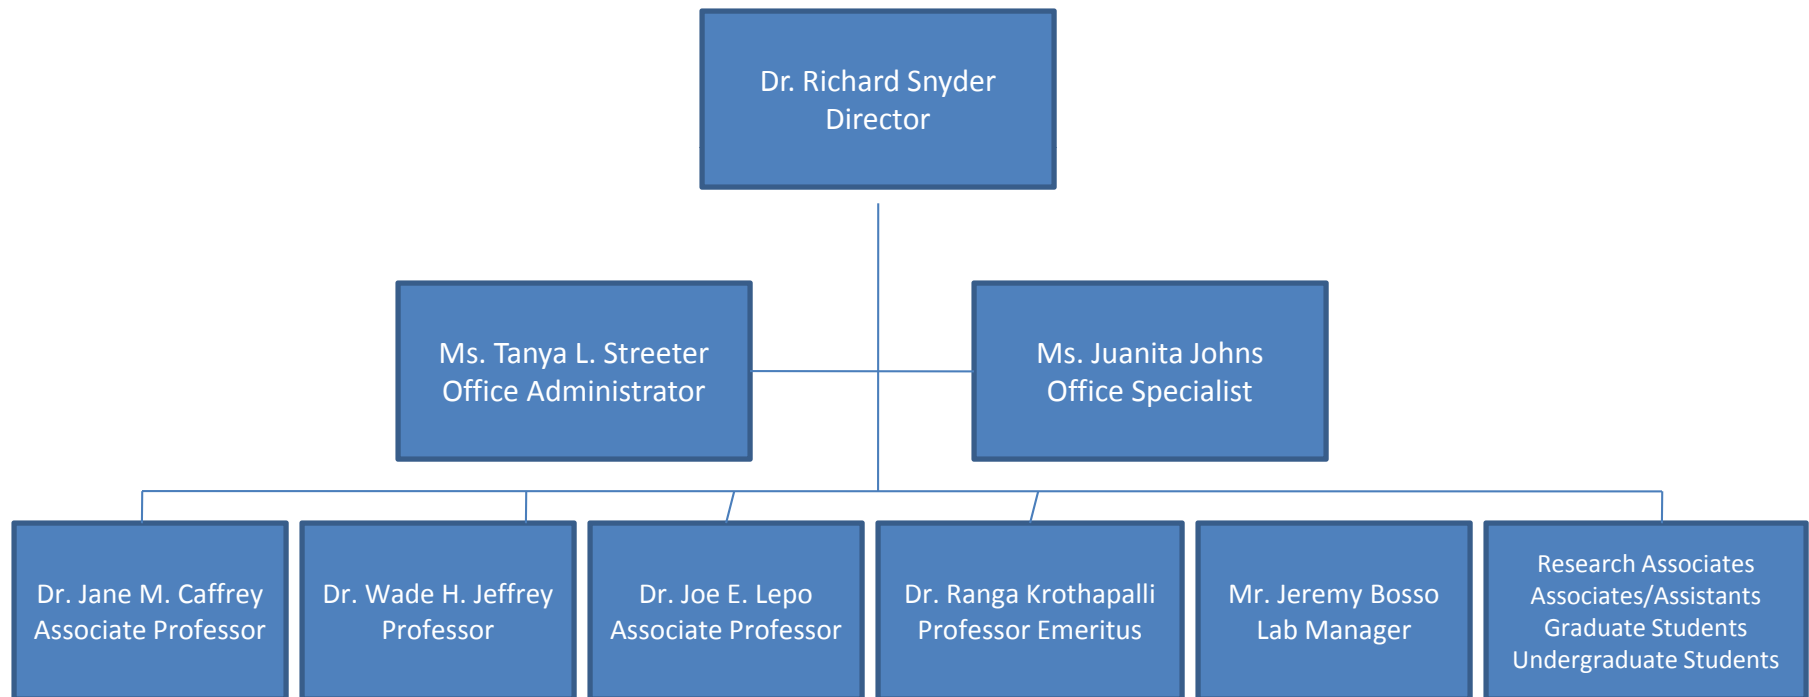 Dr. Richard Snyder
Director
Ms. Tanya L. Streeter
Office Administrator
Ms. Juanita Johns
Office Specialist
Dr. Jane M. Caffrey
Associate Professor
Dr. Wade H. Jeffrey
Professor
Dr. Joe E. Lepo
Associate Professor
Dr. Ranga Krothapalli
Professor Emeritus
Mr. Jeremy Bosso
Lab Manager
Research Associates
Associates/Assistants
Graduate Students
Undergraduate Students